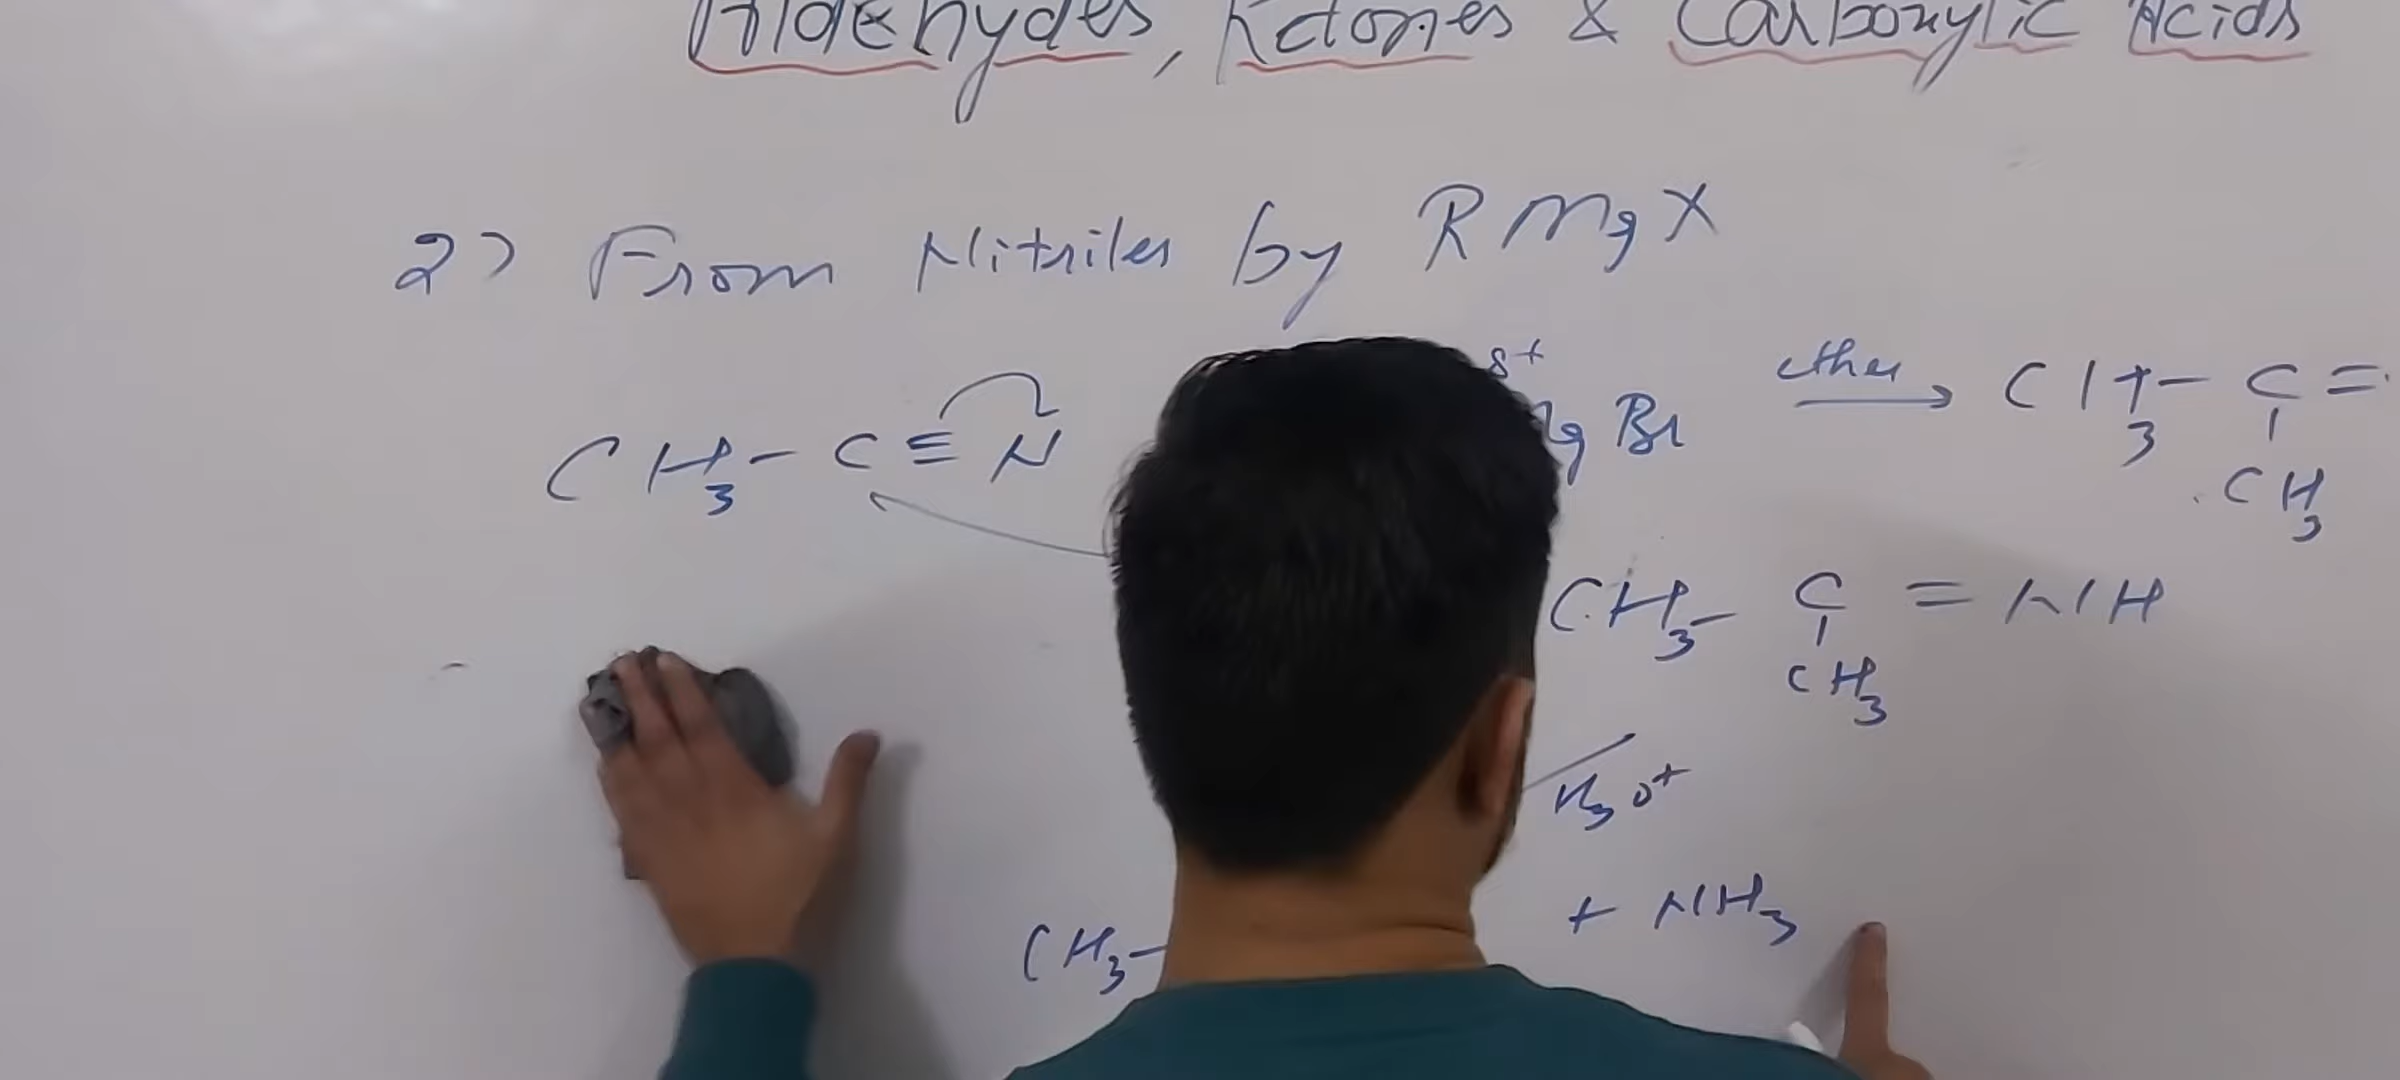 Aldehydes, Ketones & Carboxylic Acids
2) From Nitriles by RMgX
δ+
CH3-C≡N MgBr ether → CH3-C=
CH3
CH3-C=NH
CH3
H3O+
CH3- + NH3